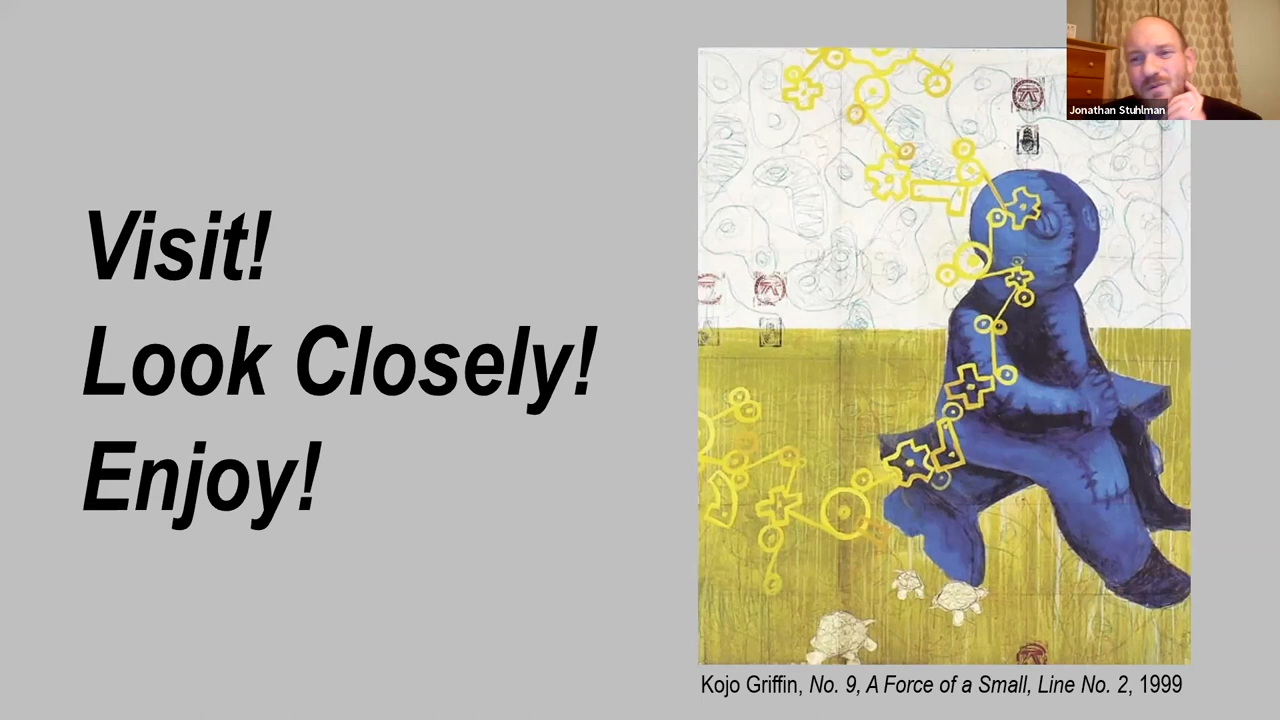 Visit!
Look Closely!
Enjoy!
Jonathan Stuhlman
Kojo Griffin, No. 9, A Force of a Small, Line No. 2, 1999